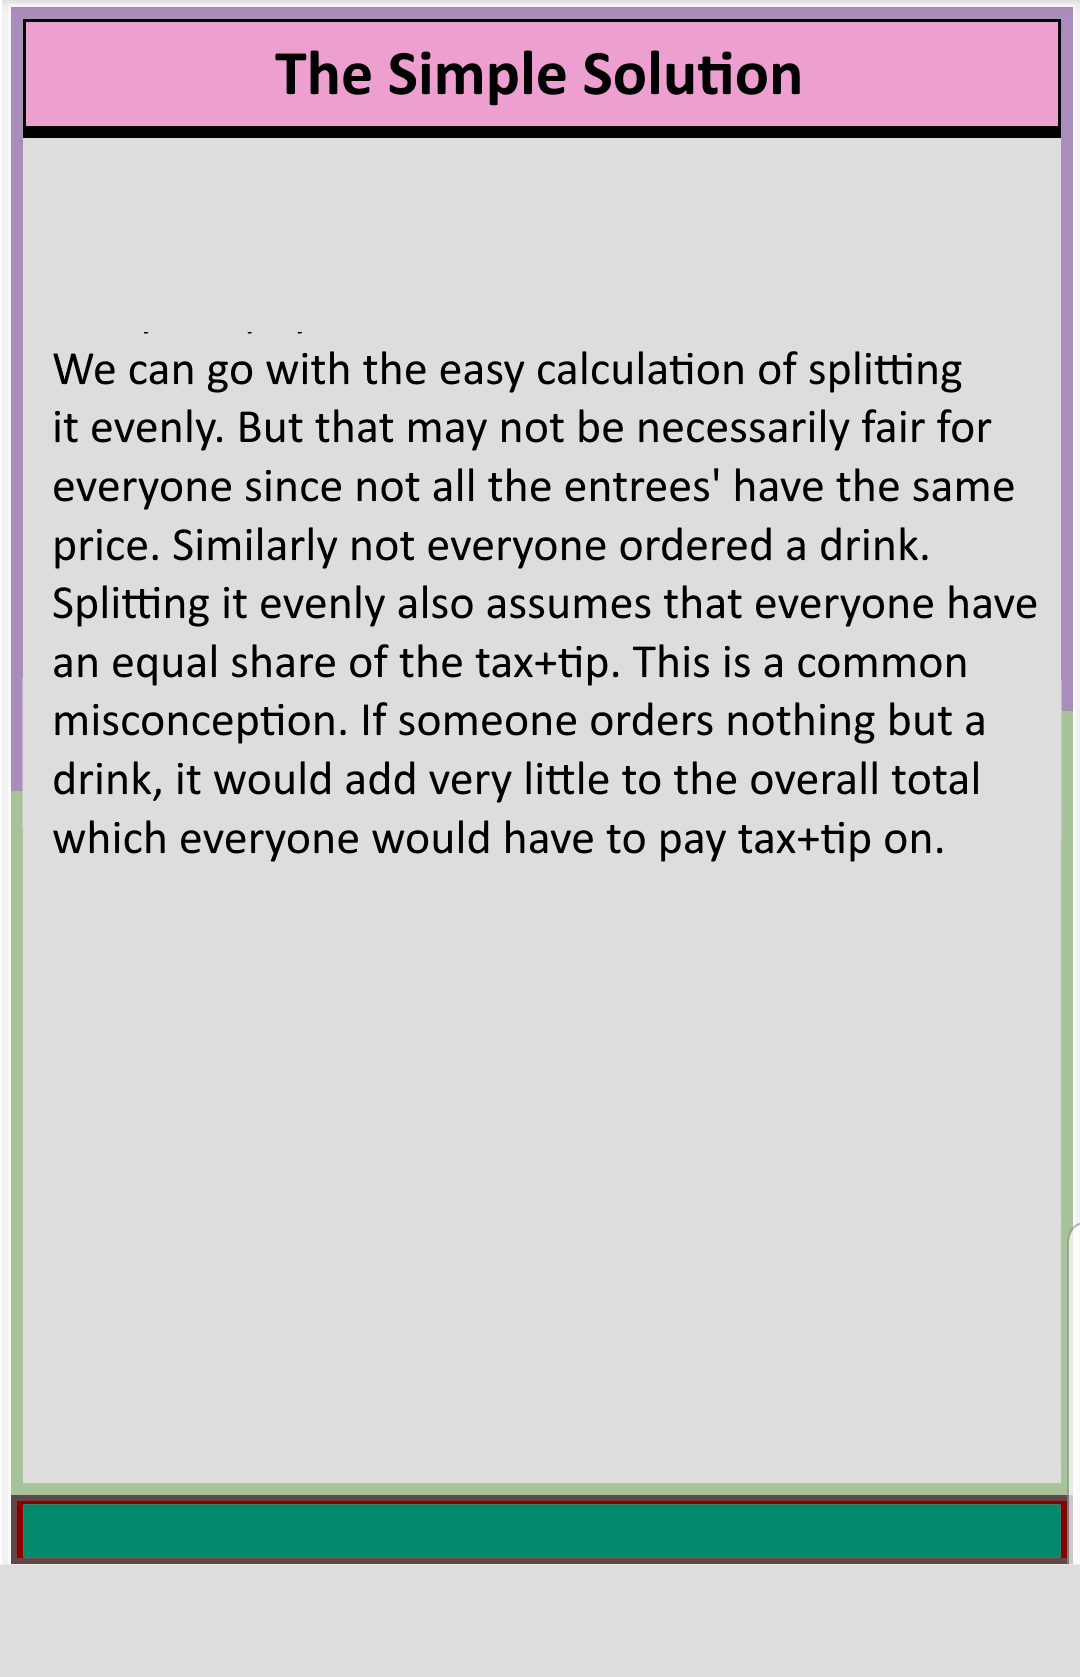 The Simple Solution
We can go with the easy calculation of splitting
it evenly. But that may not be necessarily fair for
everyone since not all the entrees' have the same
price. Similarly not everyone ordered a drink.
Splitting it evenly also assumes that everyone have
an equal share of the tax+tip. This is a common
misconception. If someone orders nothing but a
drink, it would add very little to the overall total
which everyone would have to pay tax+tip on.